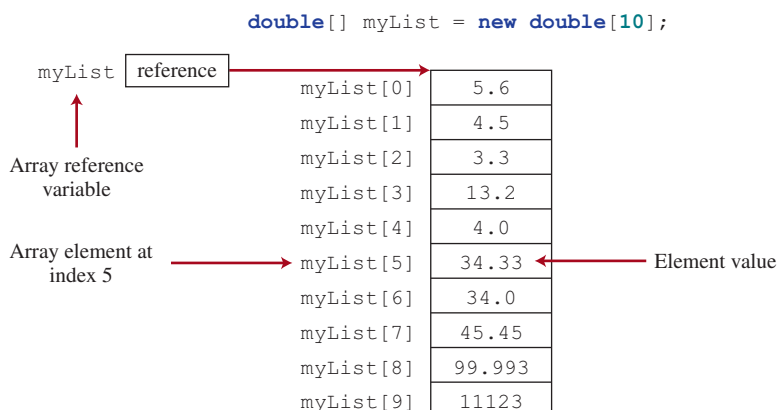 double[] myList = new double[10];
myList reference
myList[0] 5.6
myList[1] 4.5
myList[2] 3.3
Array reference
variable
myList[3] 13.2
myList[4] 4.0
Array element at
index 5
myList[5] 34.33 Element value
myList[6] 34.0
myList[7] 45.45
myList[8] 99.993
myList[9] 11123